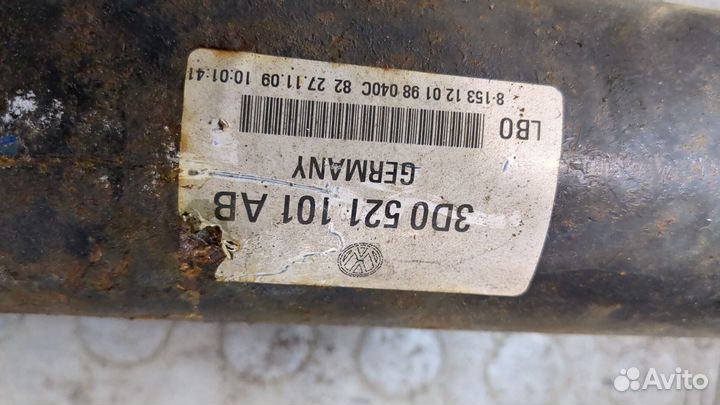 3D0 521 101 AB
GERMANY
LB0
8-153 12 01 98 040C 82 27.11.09 10:01:41
Avito